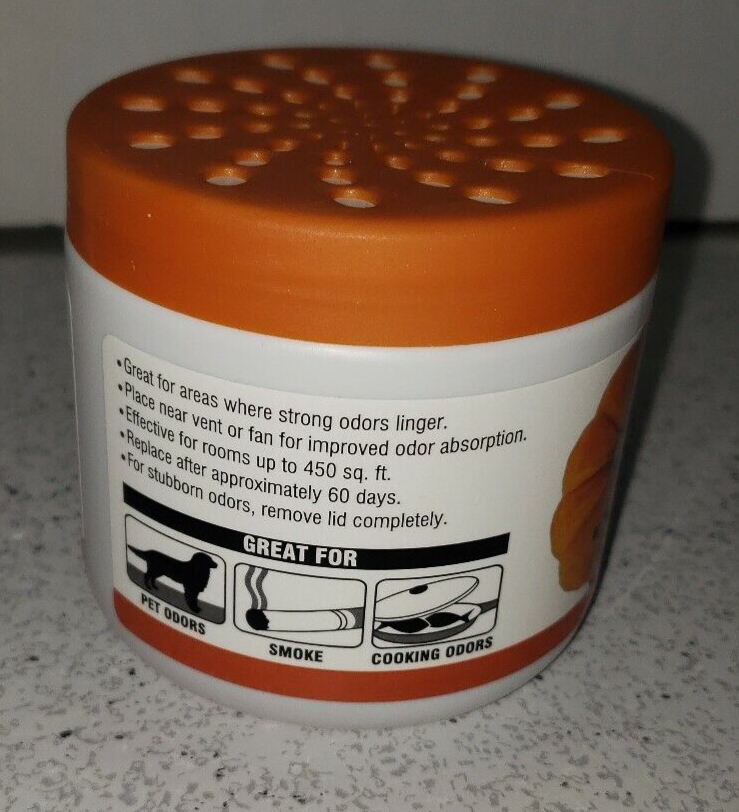 •Great for areas where strong odors linger.
•Place near vent or fan for improved odor absorption.
•Effective for rooms up to 450 sq. ft.
•Replace after approximately 60 days.
•For stubborn odors, remove lid completely.
GREAT FOR
PET ODORS
SMOKE
COOKING ODORS